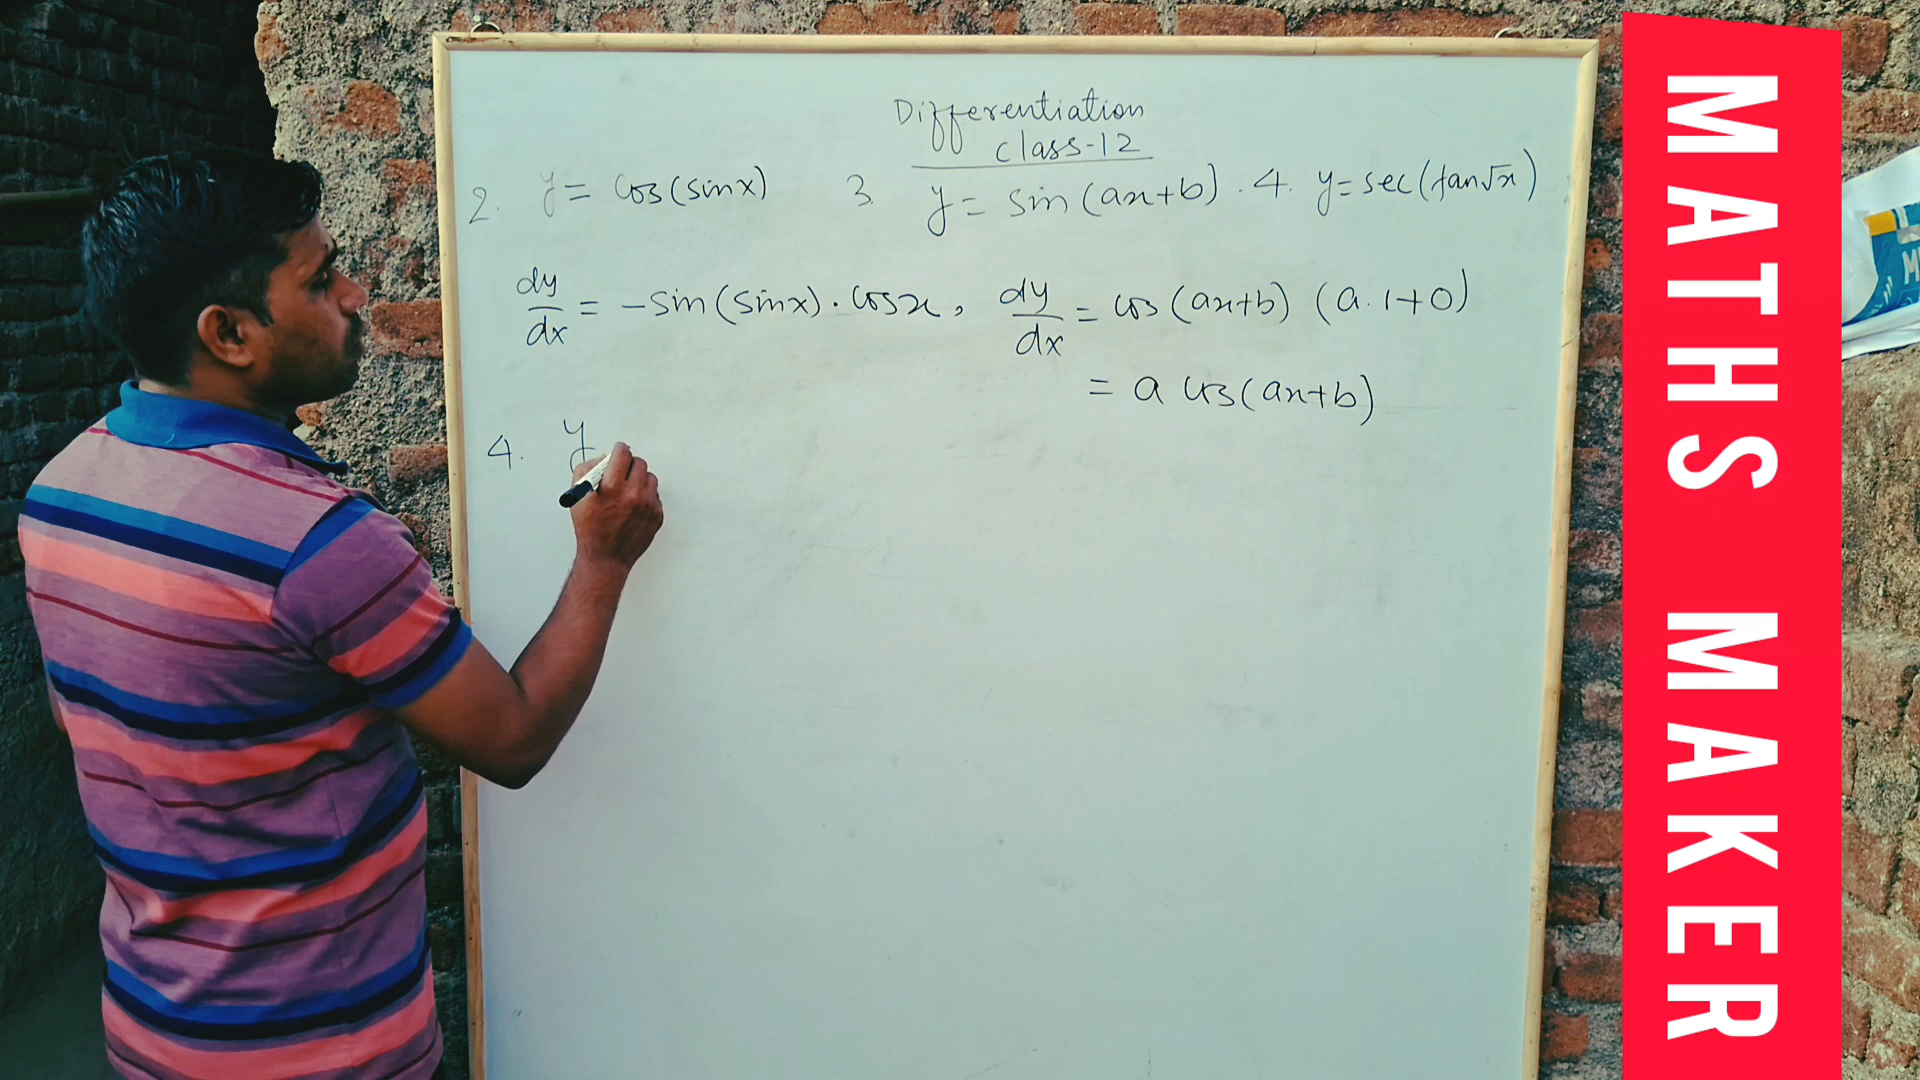 Differentiation
class-12
2. y = cos(sinx) 3. y = sin(ax+b). 4. y=sec(tan√x)
dy/dx = -sin(sinx).cosx, dy/dx = cos(ax+b) (a.1+0)
= a cos(ax+b)
4. y
MATHS MAKER